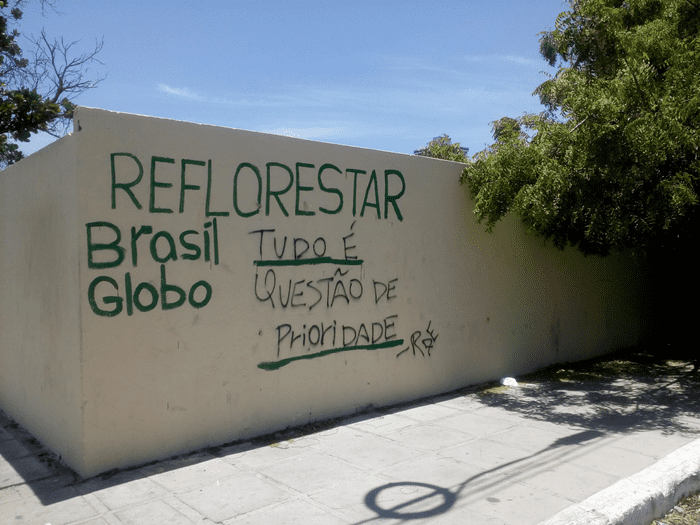 REFLORESTAR
Brasil
Globo
TUDO É
QUESTÃO DE
PrioriDADE